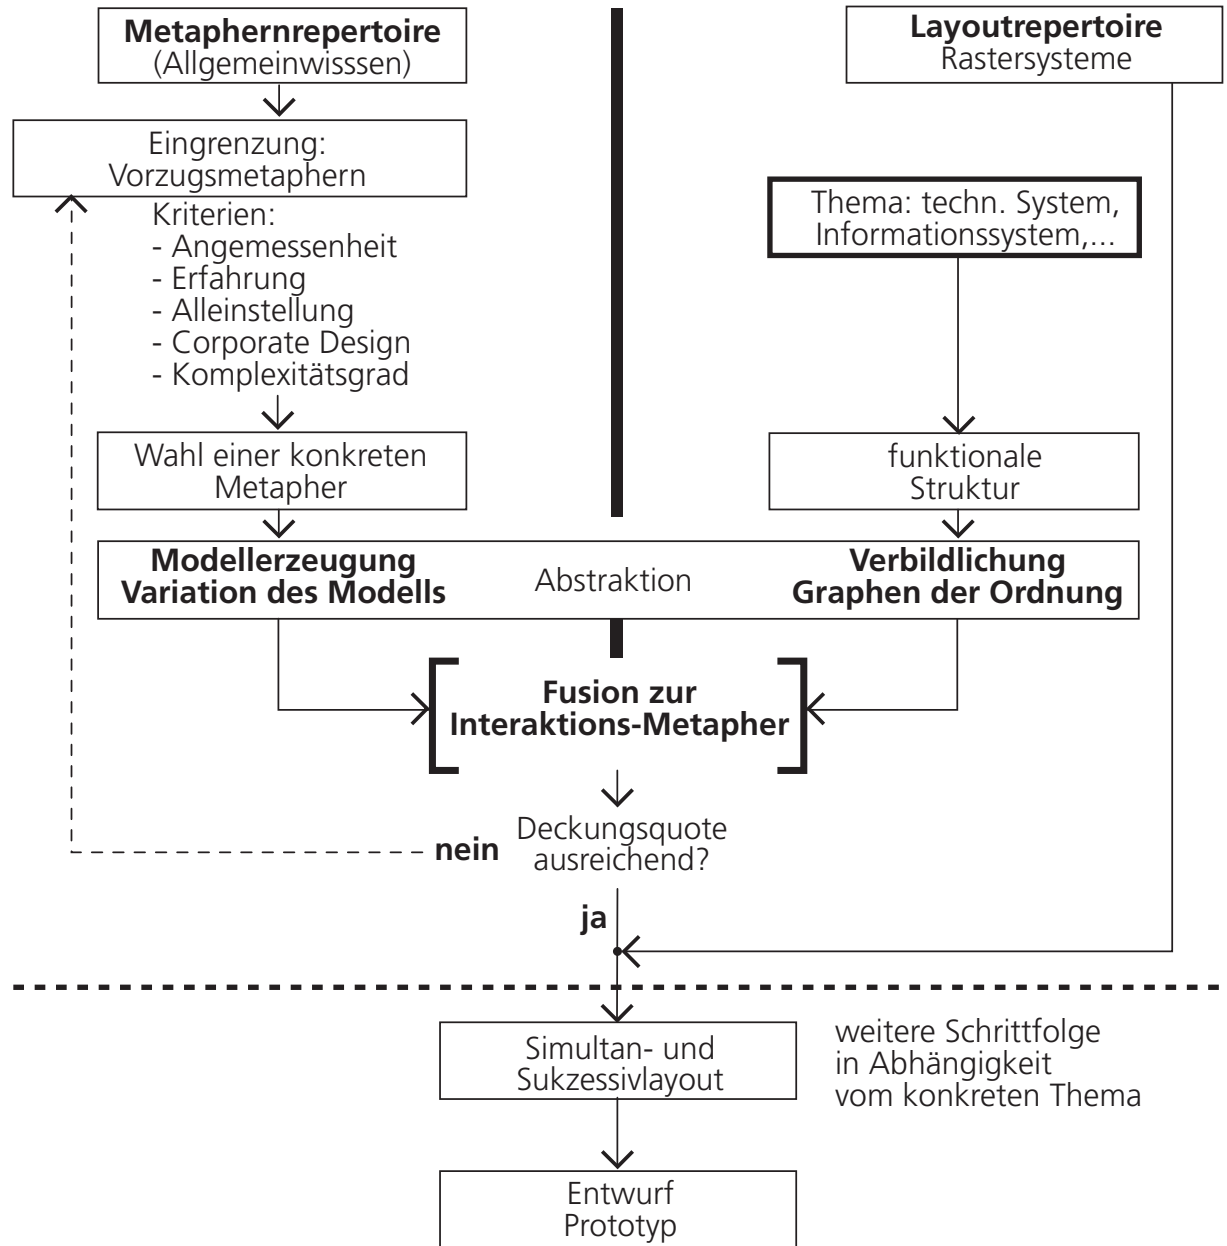 Metaphernrepertoire
(Allgemeinwisssen)
Layoutrepertoire
Rastersysteme
Eingrenzung:
Vorzugsmetaphern
Thema: techn. System,
Informationssystem,...
Kriterien:
- Angemessenheit
- Erfahrung
- Alleinstellung
- Corporate Design
- Komplexitätsgrad
Wahl einer konkreten
Metapher
funktionale
Struktur
Modellerzeugung
Variation des Modells
Abstraktion
Verbildlichung
Graphen der Ordnung
Fusion zur
Interaktions-Metapher
Deckungsquote
ausreichend?
nein
ja
Simultan- und
Sukzessivlayout
weitere Schrittfolge
in Abhängigkeit
vom konkreten Thema
Entwurf
Prototyp